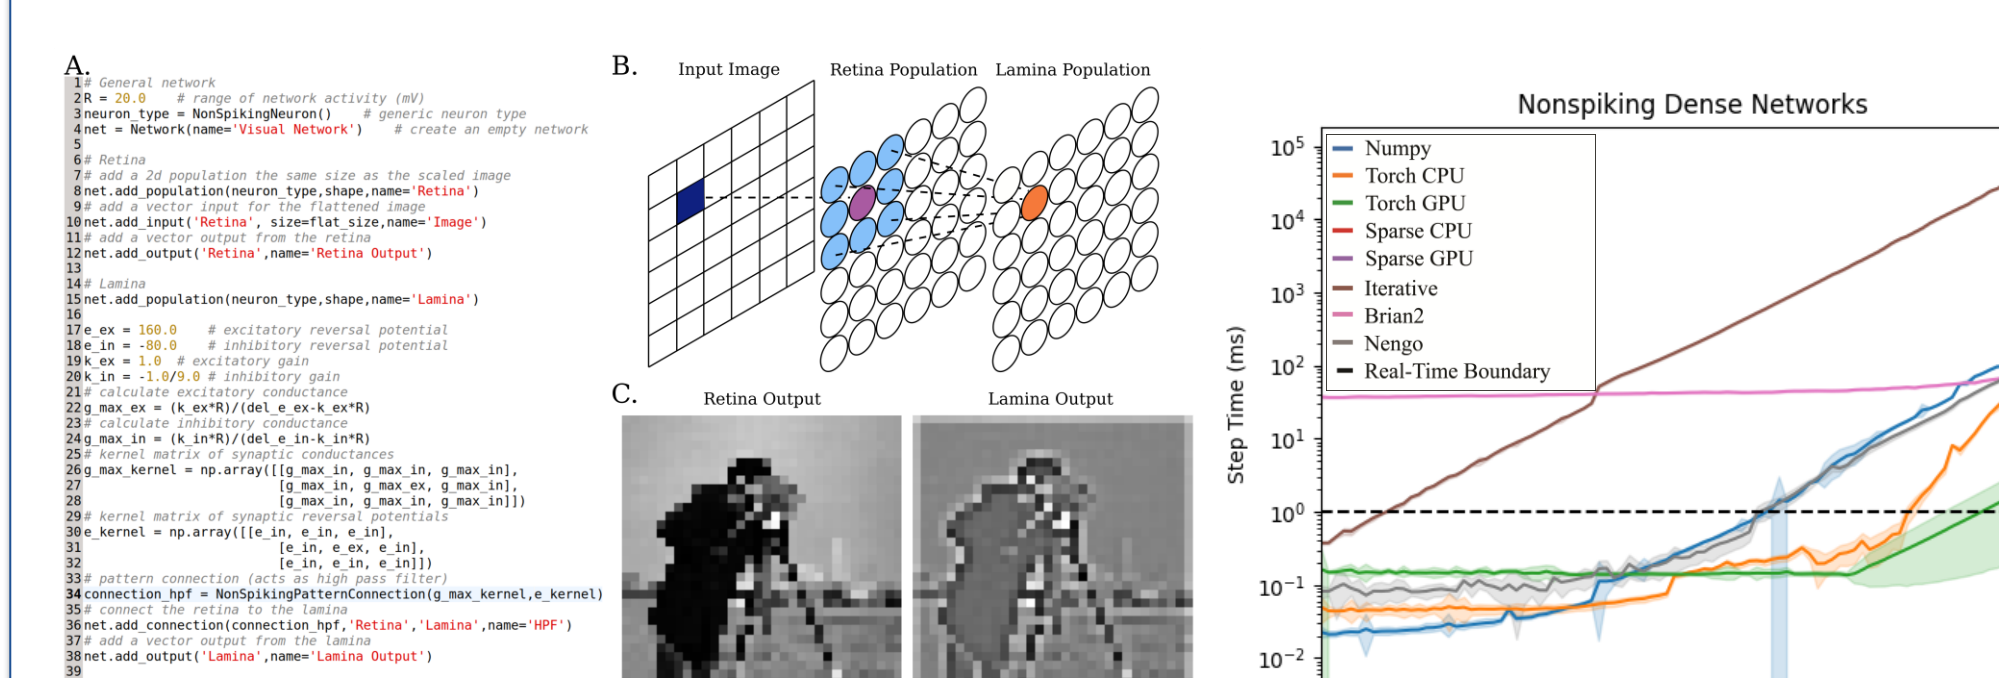 A.
1 # General network
2 R = 20.0    # range of network activity (mV)
3 neuron_type = NonSpikingNeuron()    # generic neuron type
4 net = Network(name='Visual Network')    # create an empty network
5
6 # Retina
7 # add a 2d population the same size as the scaled image
8 net.add_population(neuron_type,shape,name='Retina')
9 # add a vector input for the flattened image
10 net.add_input('Retina', size=flat_size,name='Image')
11 # add a vector output from the retina
12 net.add_output('Retina',name='Retina Output')
13
14 # Lamina
15 net.add_population(neuron_type,shape,name='Lamina')
16
17 e_ex = 160.0    # excitatory reversal potential
18 e_in = -80.0    # inhibitory reversal potential
19 k_ex = 1.0  # excitatory gain
20 k_in = -1.0/9.0 # inhibitory gain
21 # calculate excitatory conductance
22 g_max_ex = (k_ex*R)/(del_e_ex-k_ex*R)
23 # calculate inhibitory conductance
24 g_max_in = (k_in*R)/(del_e_in-k_in*R)
25 # kernel matrix of synaptic conductances
26 g_max_kernel = np.array([[g_max_in, g_max_in, g_max_in],
27                          [g_max_in, g_max_ex, g_max_in],
28                          [g_max_in, g_max_in, g_max_in]])
29 # kernel matrix of synaptic reversal potentials
30 e_kernel = np.array([[e_in, e_in, e_in],
31                          [e_in, e_ex, e_in],
32                          [e_in, e_in, e_in]])
33 # pattern connection (acts as high pass filter)
34 connection_hpf = NonSpikingPatternConnection(g_max_kernel,e_kernel)
35 # connect the retina to the lamina
36 net.add_connection(connection_hpf,'Retina','Lamina',name='HPF')
37 # add a vector output from the lamina
38 net.add_output('Lamina',name='Lamina Output')
39
B.
Input Image
Retina Population
Lamina Population
C.
Retina Output
Lamina Output
Nonspiking Dense Networks
Step Time (ms)
10^5
10^4
10^3
10^2
10^1
10^0
10^-1
10^-2
Numpy
Torch CPU
Torch GPU
Sparse CPU
Sparse GPU
Iterative
Brian2
Nengo
Real-Time Boundary